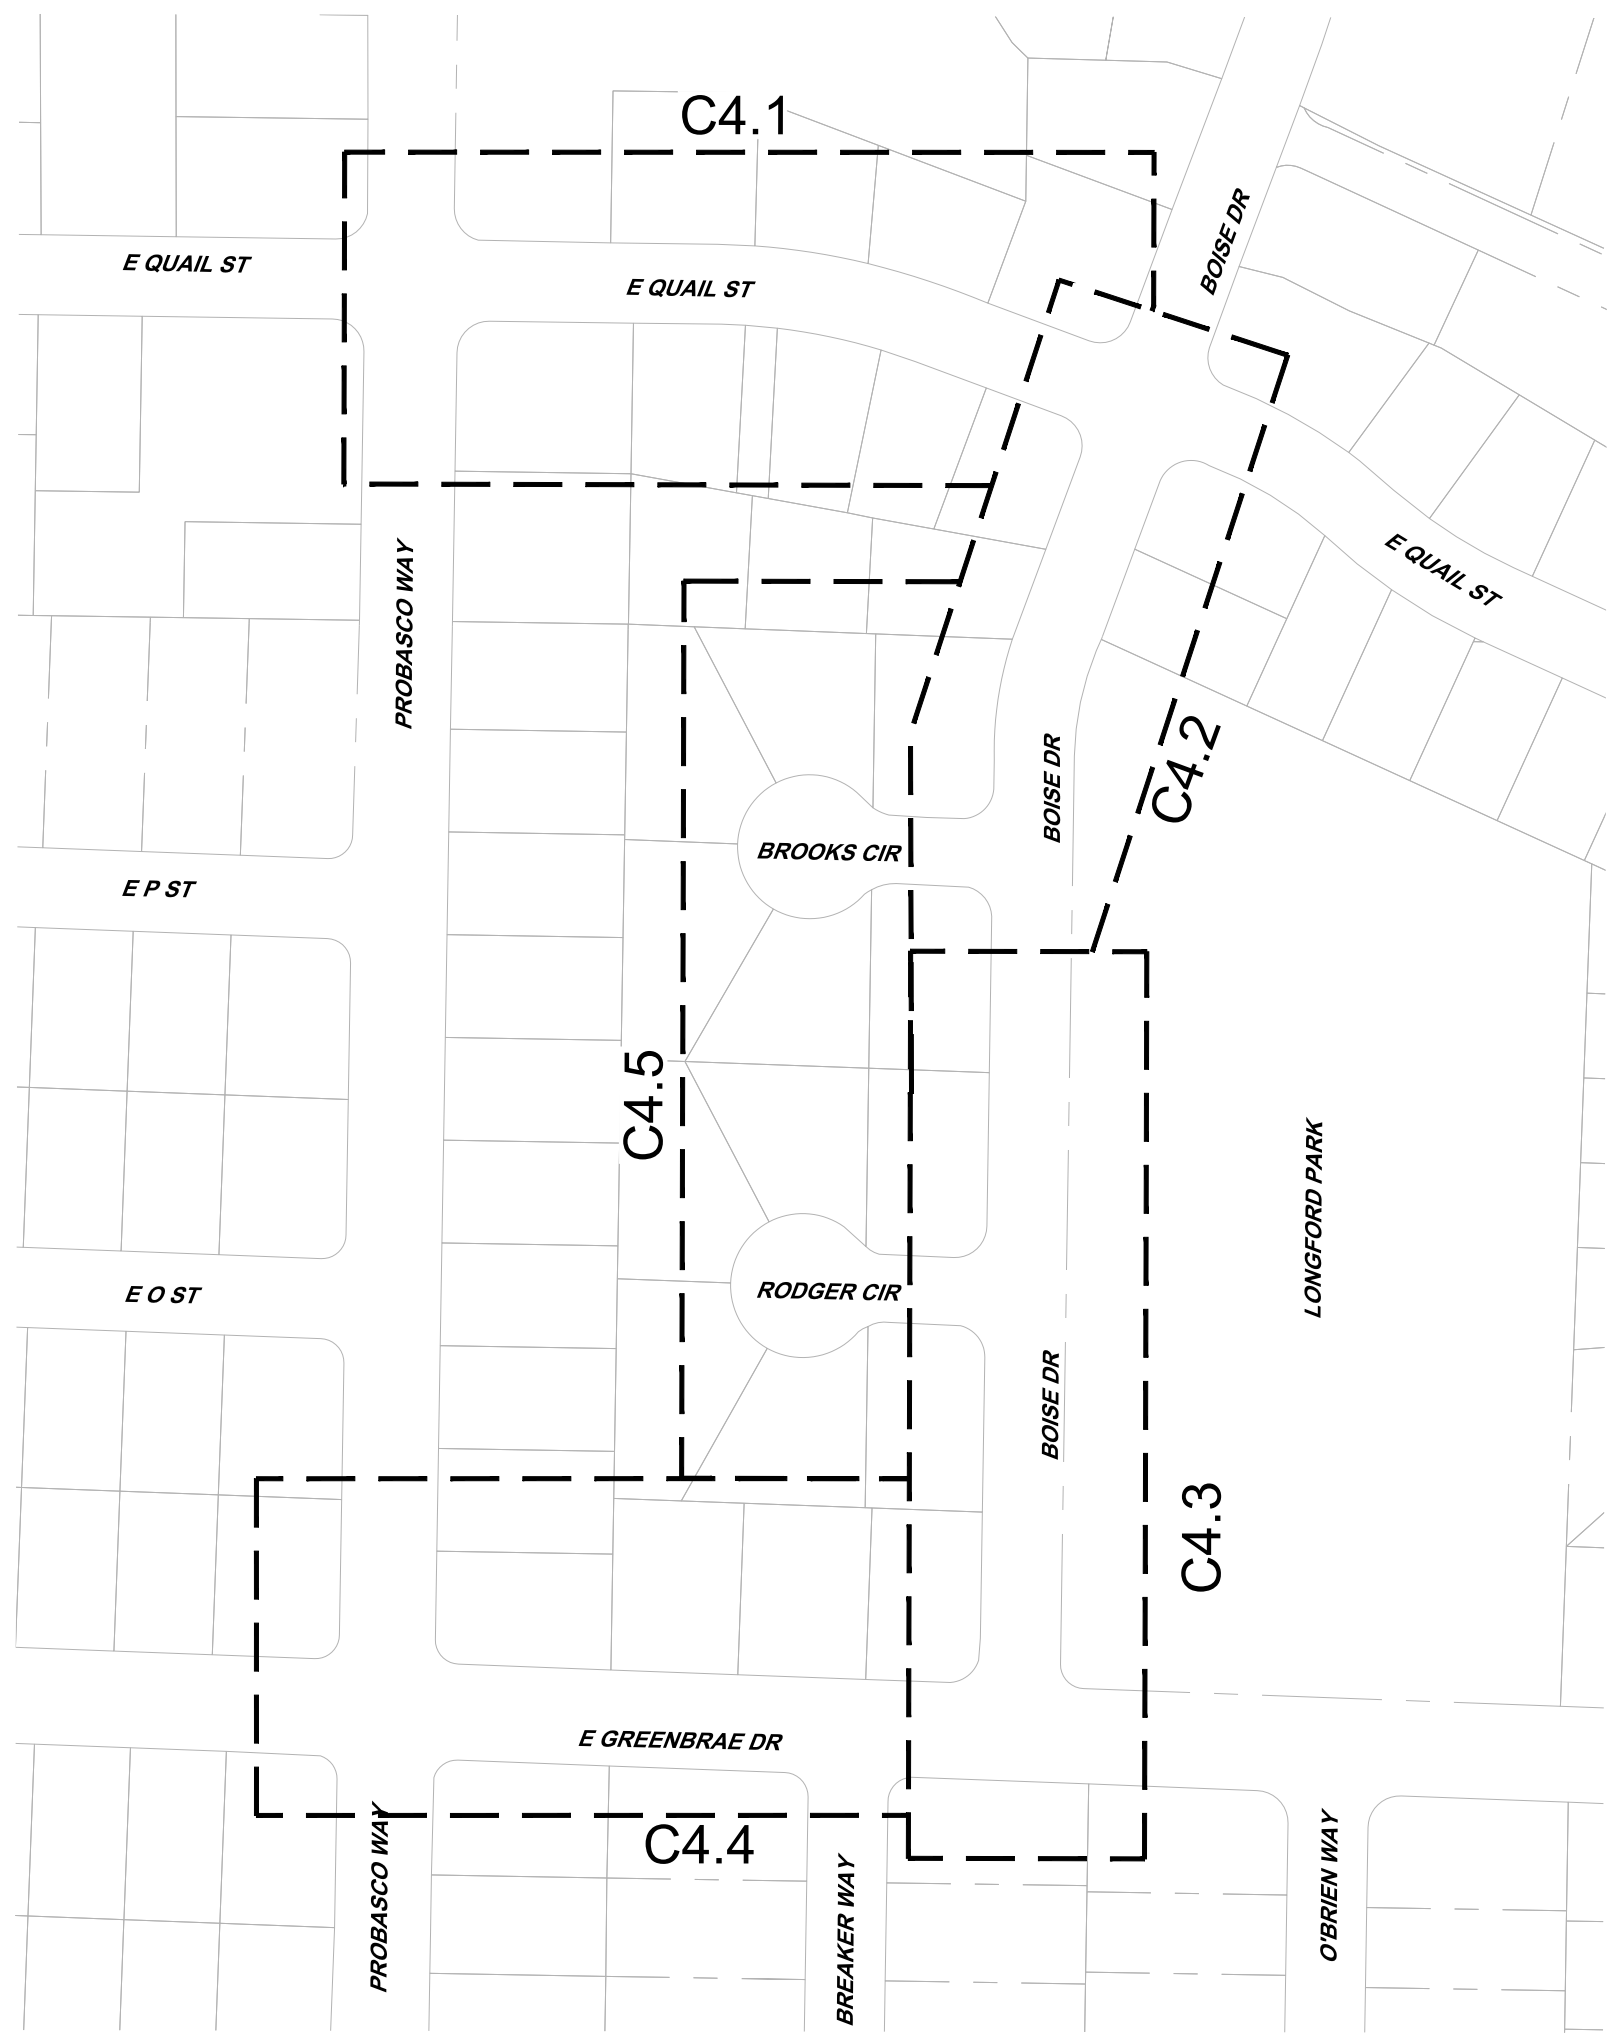 C4.1
BOISE DR
E QUAIL ST
E QUAIL ST
E QUAIL ST
PROBASCO WAY
C4.2
BOISE DR
BROOKS CIR
E P ST
C4.5
LONGFORD PARK
E O ST
RODGER CIR
BOISE DR
C4.3
E GREENBRAE DR
C4.4
PROBASCO WAY
BREAKER WAY
O'BRIEN WAY